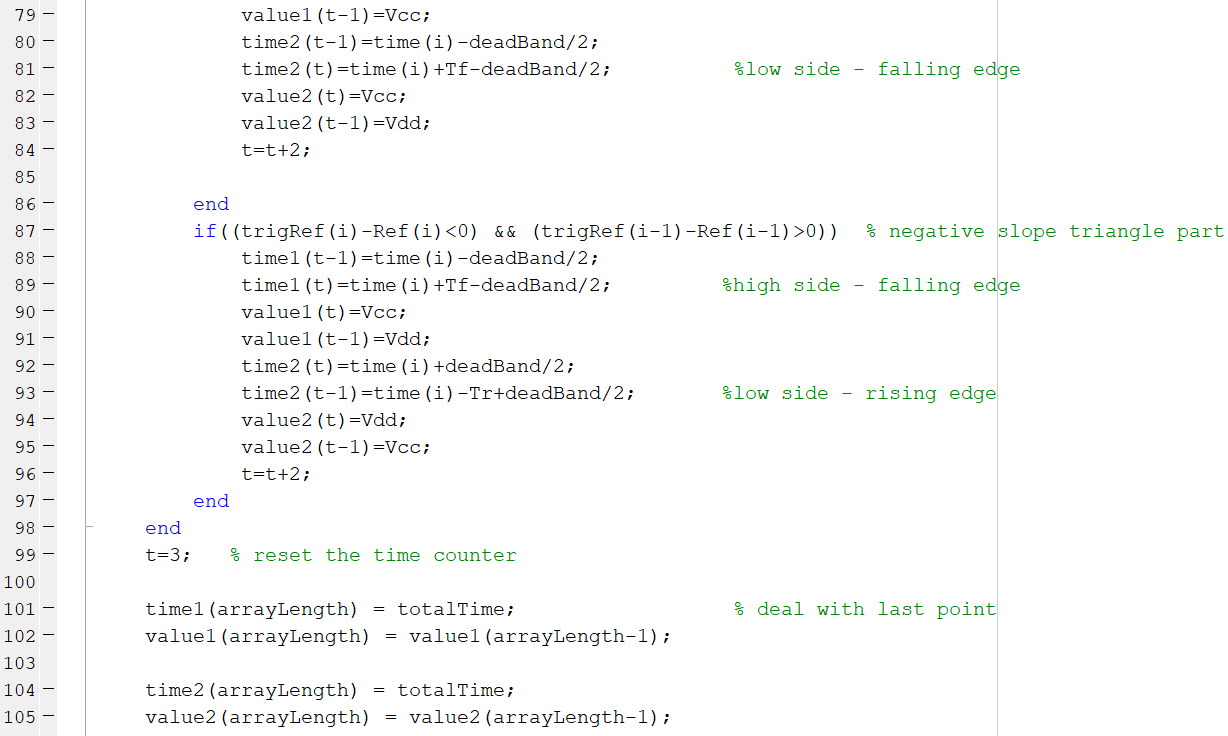 79 – value1(t-1)=Vcc;
80 – time2(t-1)=time(i)-deadBand/2;
81 – time2(t)=time(i)+Tf-deadBand/2; %low side - falling edge
82 – value2(t)=Vcc;
83 – value2(t-1)=Vdd;
84 – t=t+2;
85
86 – end
87 – if((trigRef(i)-Ref(i)<0) && (trigRef(i-1)-Ref(i-1)>0)) % negative slope triangle part
88 – time1(t-1)=time(i)-deadBand/2;
89 – time1(t)=time(i)+Tf-deadBand/2; %high side - falling edge
90 – value1(t)=Vcc;
91 – value1(t-1)=Vdd;
92 – time2(t)=time(i)+deadBand/2;
93 – time2(t-1)=time(i)-Tr+deadBand/2; %low side - rising edge
94 – value2(t)=Vdd;
95 – value2(t-1)=Vcc;
96 – t=t+2;
97 – end
98 – end
99 – t=3; % reset the time counter
100
101 – time1(arrayLength) = totalTime; % deal with last point
102 – value1(arrayLength) = value1(arrayLength-1);
103
104 – time2(arrayLength) = totalTime;
105 – value2(arrayLength) = value2(arrayLength-1);